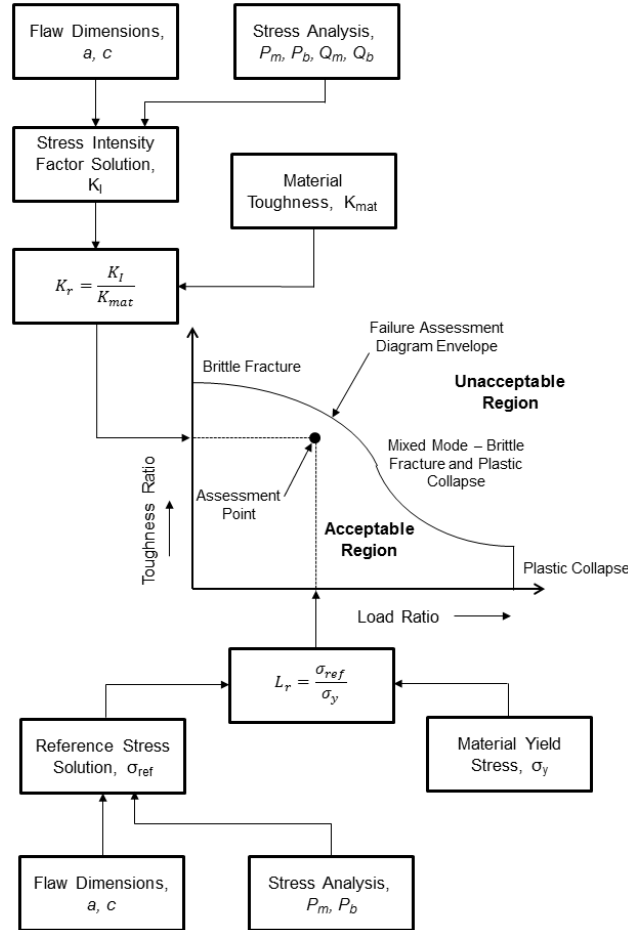 Flaw Dimensions,
a, c
Stress Analysis,
Pm, Pb, Qm, Qb
Stress Intensity
Factor Solution,
KI
Material
Toughness, Kmat
Kr = KI / Kmat
Failure Assessment
Diagram Envelope
Brittle Fracture
Unacceptable
Region
Mixed Mode – Brittle
Fracture and Plastic
Collapse
Toughness Ratio
Assessment
Point
Acceptable
Region
Plastic Collapse
Load Ratio
Lr = σref / σy
Reference Stress
Solution, σref
Material Yield
Stress, σy
Flaw Dimensions,
a, c
Stress Analysis,
Pm, Pb